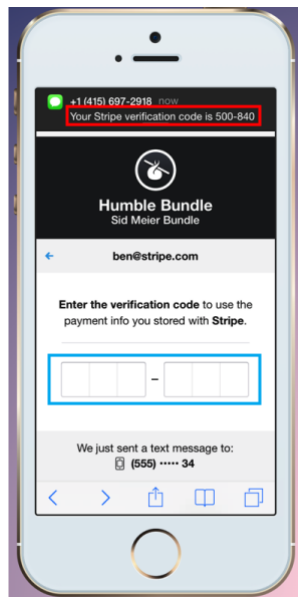 +1 (415) 697-2918 now
Your Stripe verification code is 500-840
Humble Bundle
Sid Meier Bundle
ben@stripe.com
Enter the verification code to use the
payment info you stored with Stripe.
–
We just sent a text message to:
(555) ····· 34